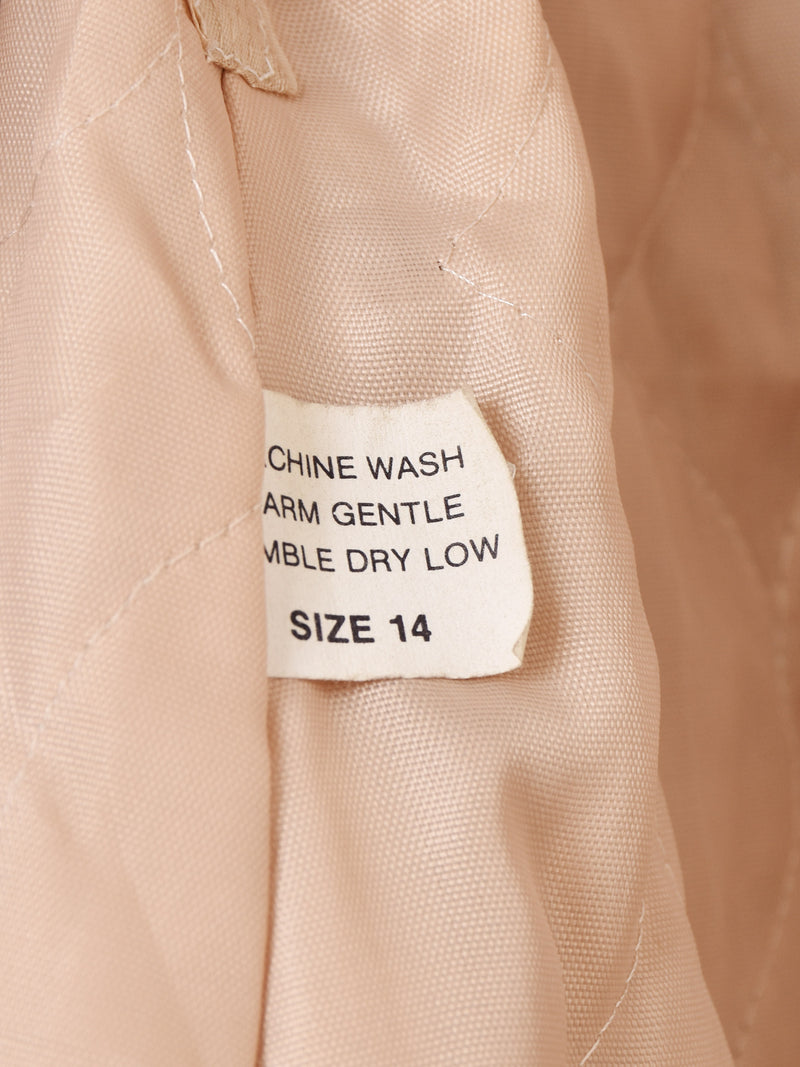 CHINE WASH
ARM GENTLE
MBLE DRY LOW
SIZE 14